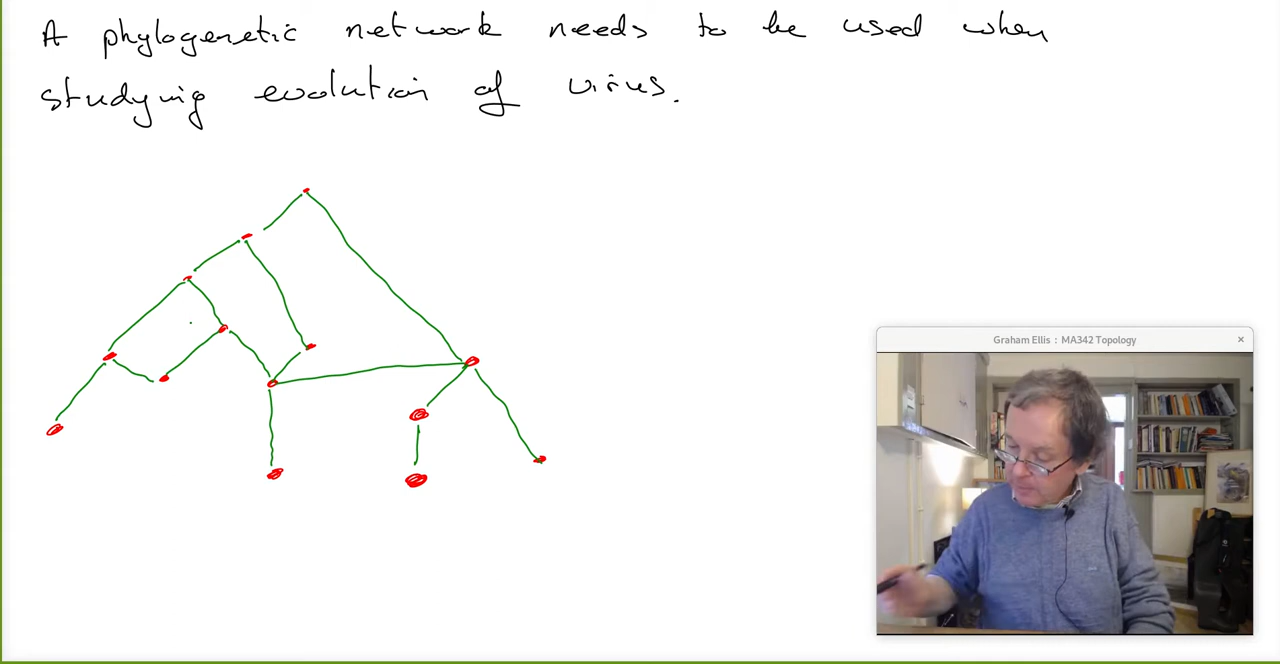 A phylogenetic network needs to be used when
studying evolution of virus.
Graham Ellis : MA342 Topology